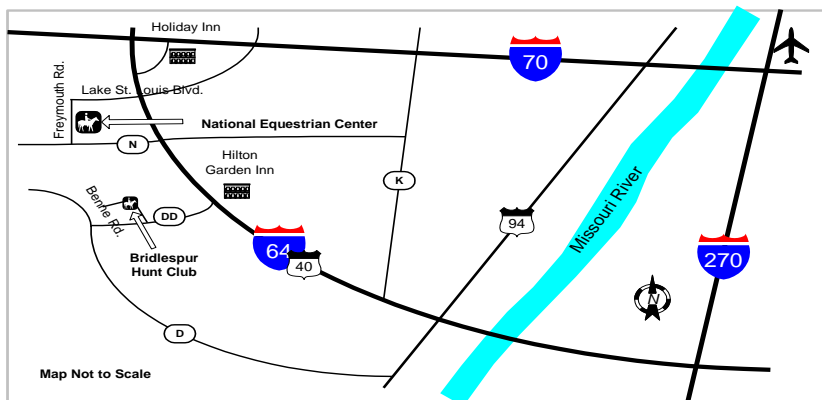 Holiday Inn
70
Freymouth Rd.
Lake St. Louis Blvd.
National Equestrian Center
N
Hilton
Garden Inn
K
Benne Rd.
DD
94
Missouri River
Bridlespur
Hunt Club
64
40
270
N
D
Map Not to Scale